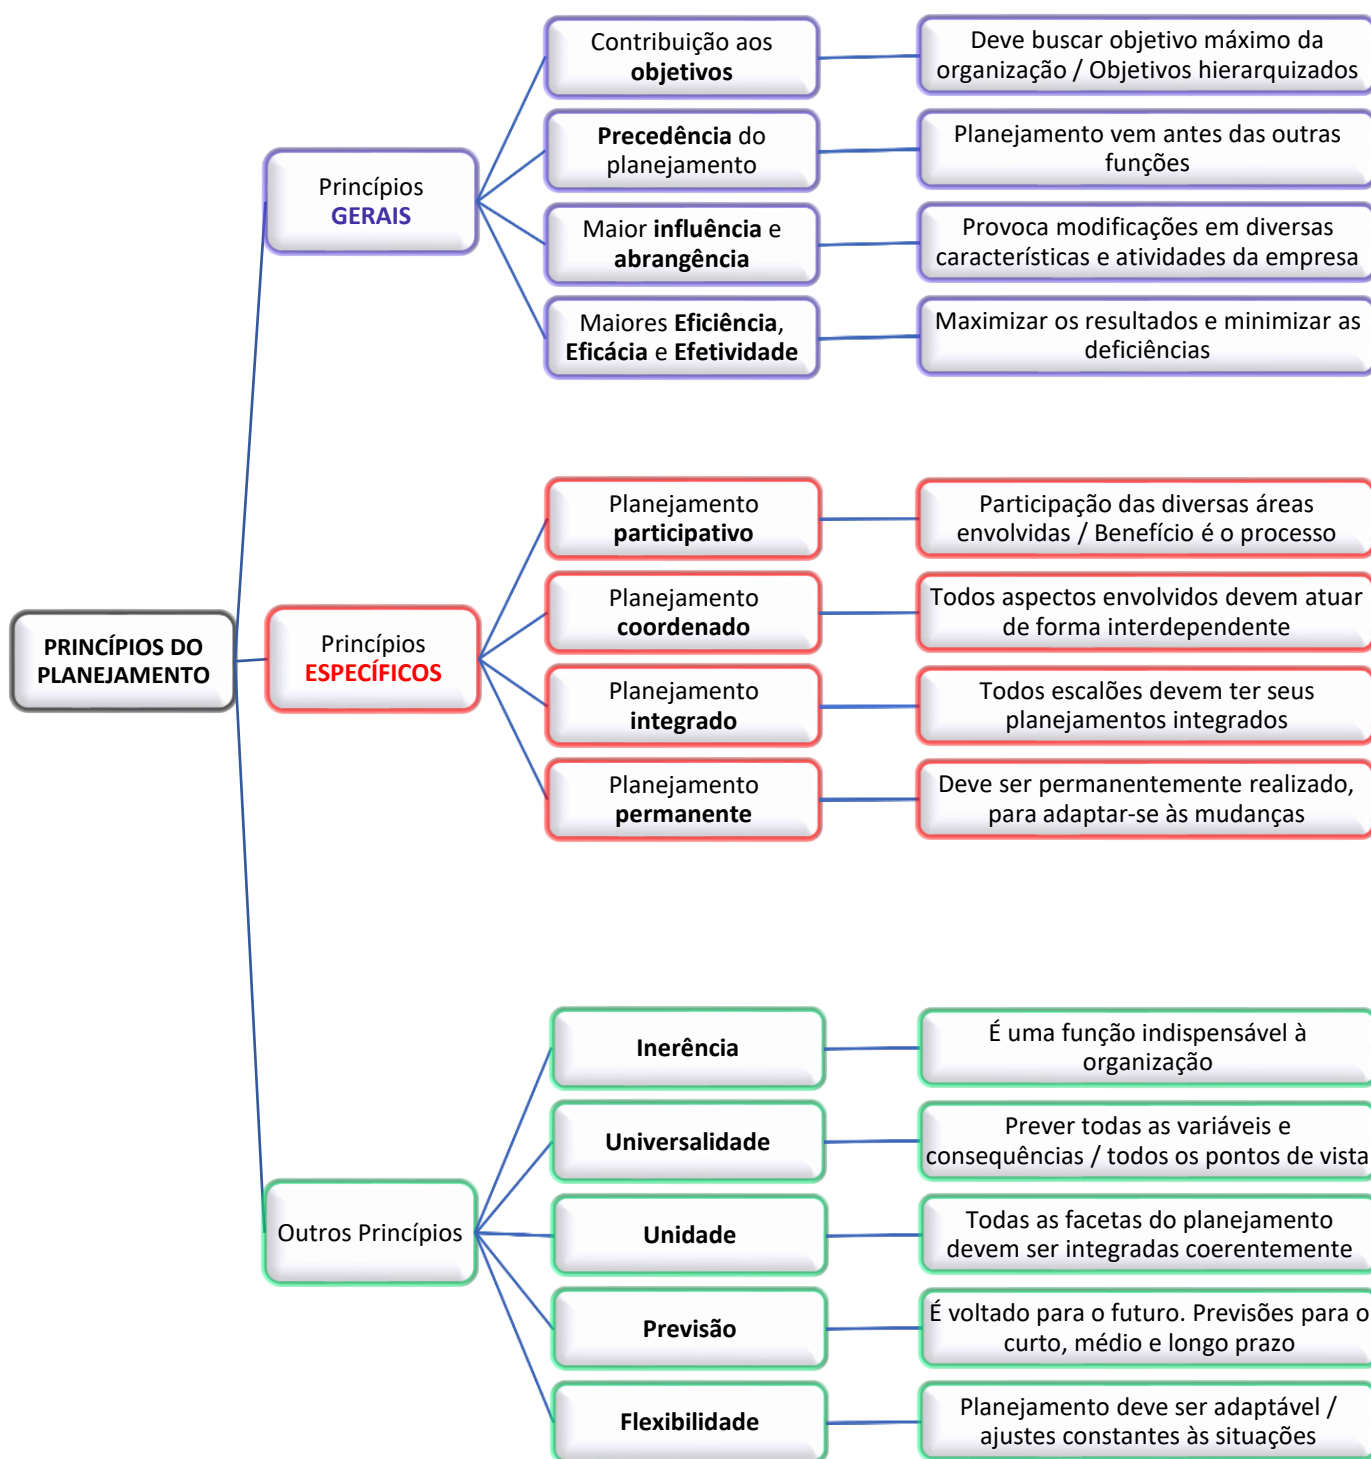 PRINCÍPIOS DO
PLANEJAMENTO
Princípios
GERAIS
Contribuição aos
objetivos
Deve buscar objetivo máximo da
organização / Objetivos hierarquizados
Precedência do
planejamento
Planejamento vem antes das outras
funções
Maior influência e
abrangência
Provoca modificações em diversas
características e atividades da empresa
Maiores Eficiência,
Eficácia e Efetividade
Maximizar os resultados e minimizar as
deficiências
Princípios
ESPECÍFICOS
Planejamento
participativo
Participação das diversas áreas
envolvidas / Benefício é o processo
Planejamento
coordenado
Todos aspectos envolvidos devem atuar
de forma interdependente
Planejamento
integrado
Todos escalões devem ter seus
planejamentos integrados
Planejamento
permanente
Deve ser permanentemente realizado,
para adaptar-se às mudanças
Outros Princípios
Inerência
É uma função indispensável à
organização
Universalidade
Prever todas as variáveis e
consequências / todos os pontos de vista
Unidade
Todas as facetas do planejamento
devem ser integradas coerentemente
Previsão
É voltado para o futuro. Previsões para o
curto, médio e longo prazo
Flexibilidade
Planejamento deve ser adaptável /
ajustes constantes às situações